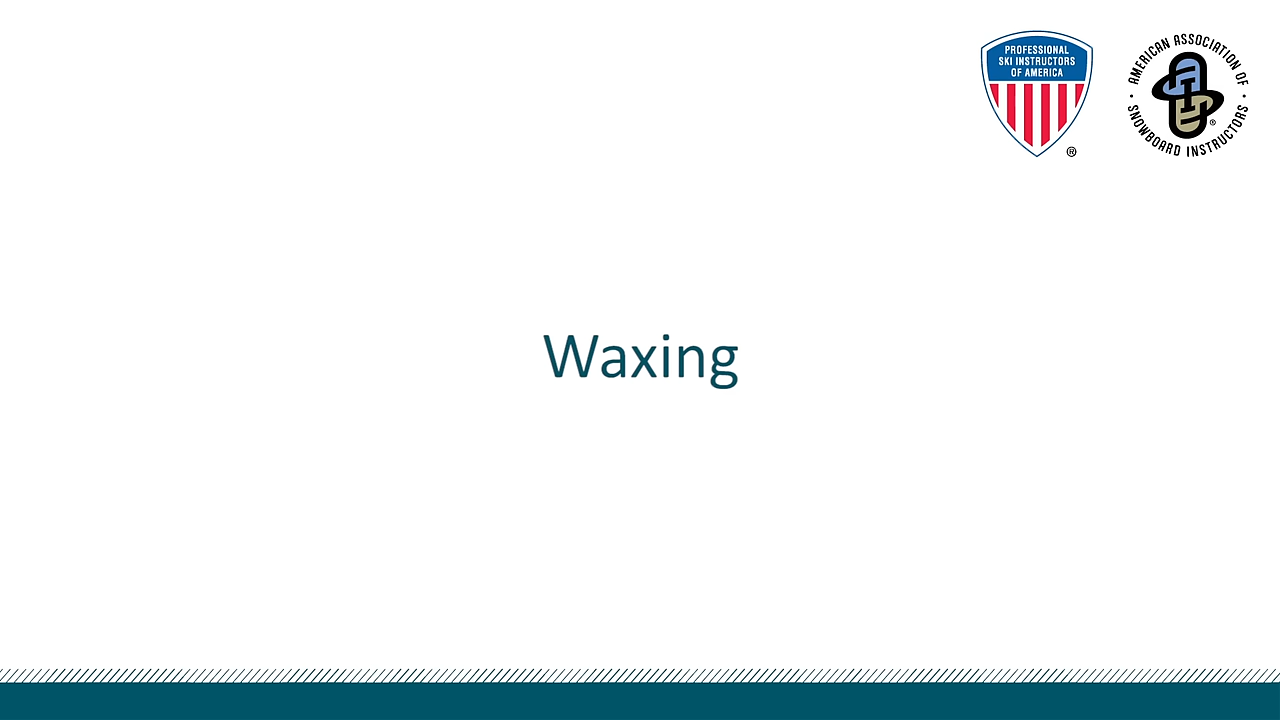 PROFESSIONAL
SKI INSTRUCTORS
OF AMERICA
®
AMERICAN ASSOCIATION OF
• SNOWBOARD INSTRUCTORS •
®
Waxing